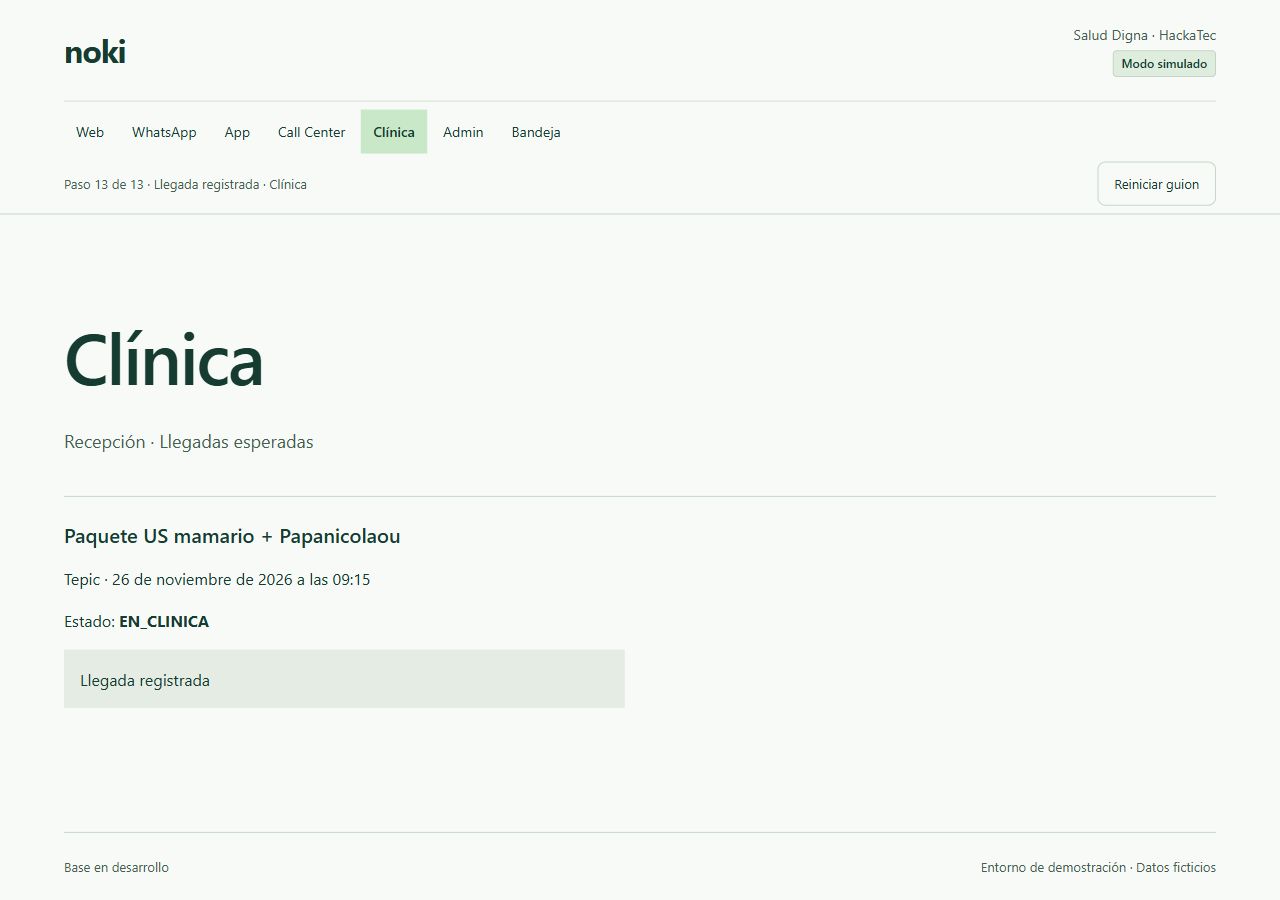 noki
Salud Digna · HackaTec
Modo simulado
Web WhatsApp App Call Center Clínica Admin Bandeja
Paso 13 de 13 · Llegada registrada · Clínica
Reiniciar guion
Clínica
Recepción · Llegadas esperadas
Paquete US mamario + Papanicolaou
Tepic · 26 de noviembre de 2026 a las 09:15
Estado: EN_CLINICA
Llegada registrada
Base en desarrollo
Entorno de demostración · Datos ficticios